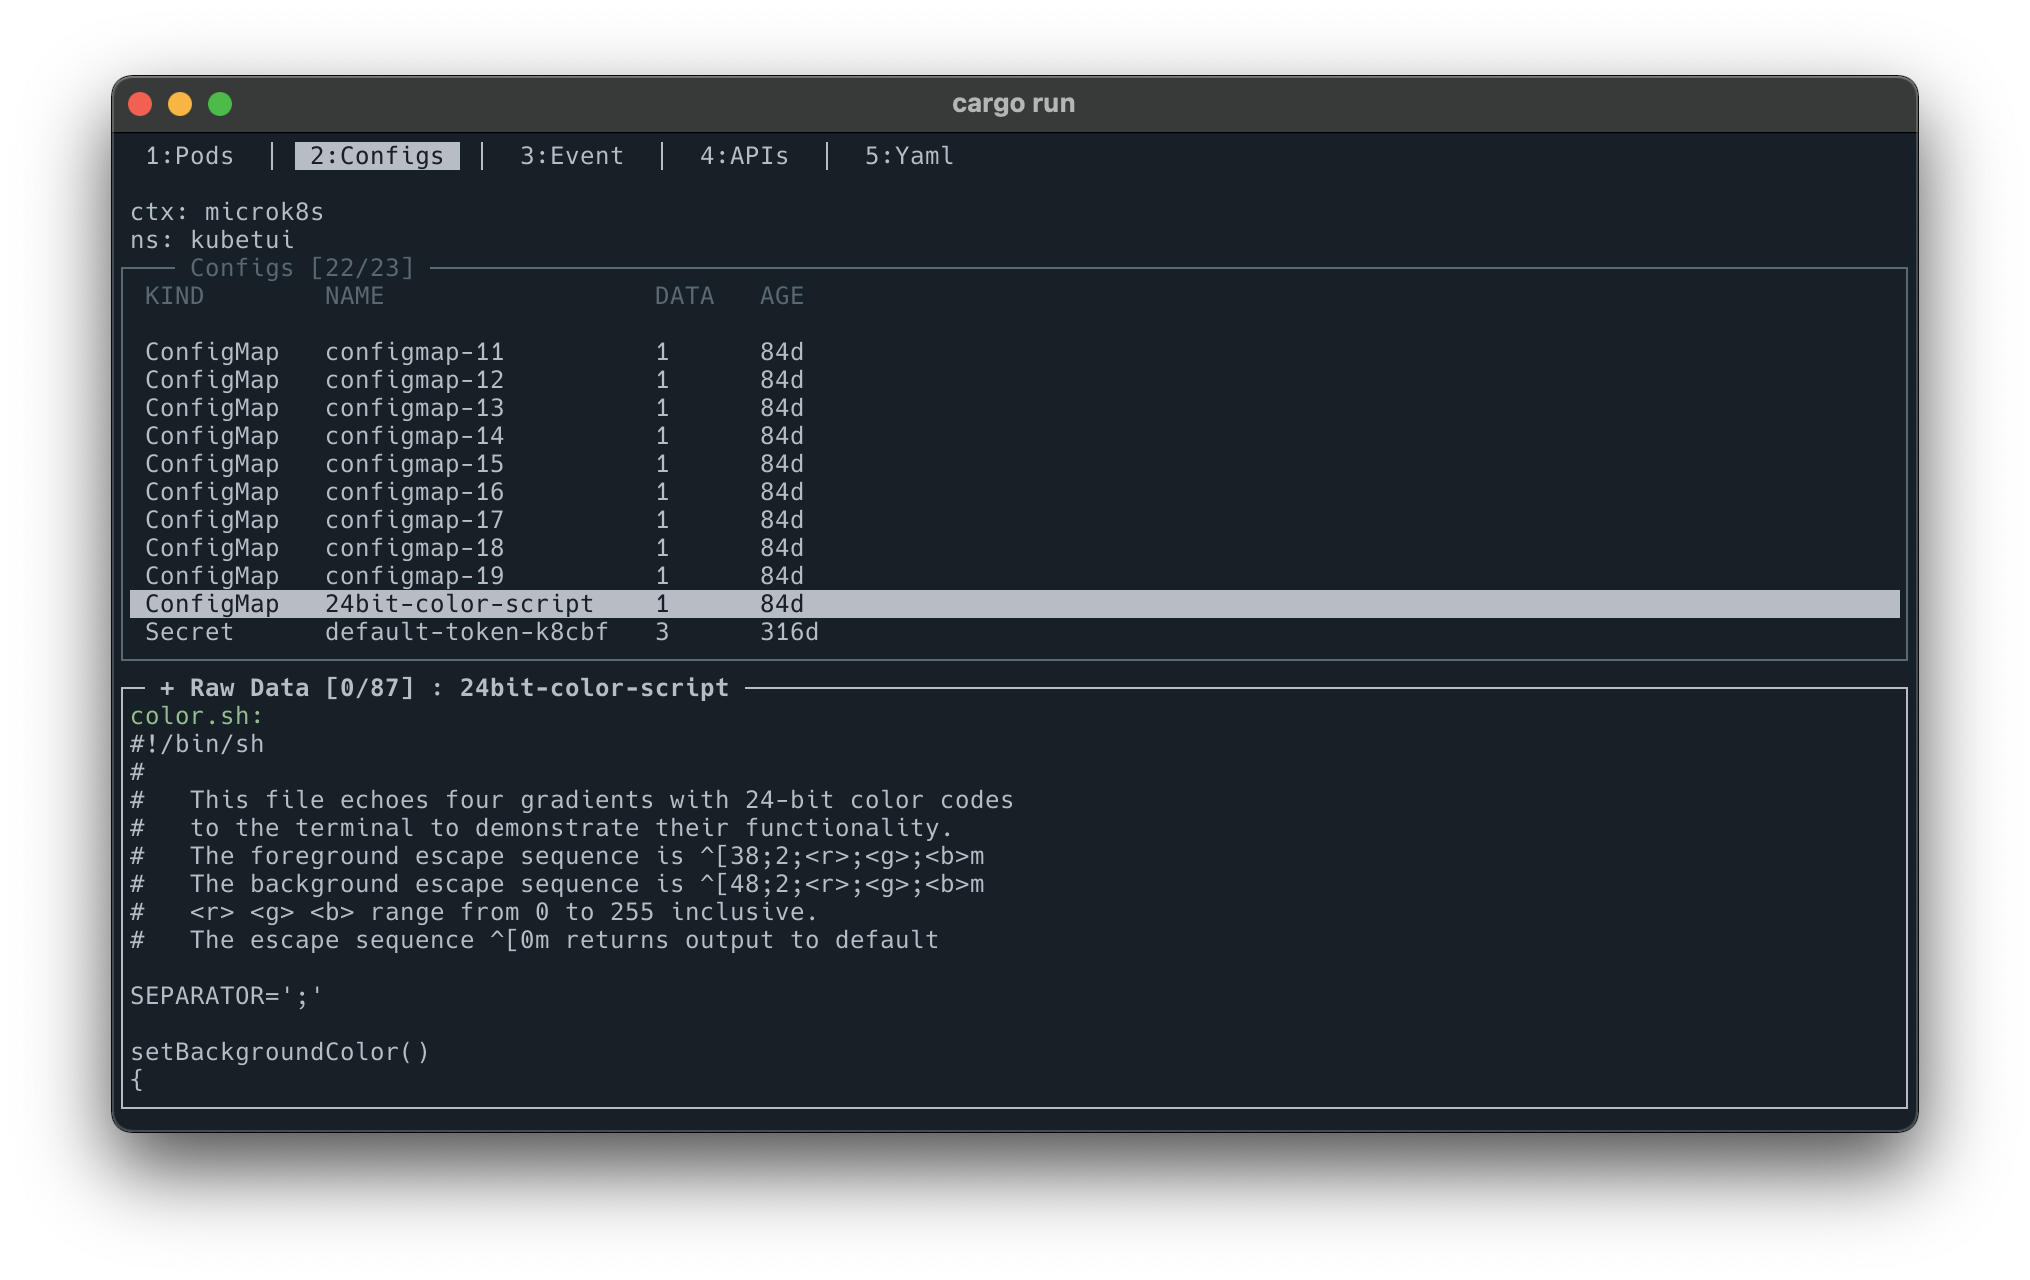 cargo run
1:Pods │ 2:Configs │ 3:Event │ 4:APIs │ 5:Yaml
ctx: microk8s
ns: kubetui
Configs [22/23]
KIND NAME DATA AGE
ConfigMap configmap-11 1 84d
ConfigMap configmap-12 1 84d
ConfigMap configmap-13 1 84d
ConfigMap configmap-14 1 84d
ConfigMap configmap-15 1 84d
ConfigMap configmap-16 1 84d
ConfigMap configmap-17 1 84d
ConfigMap configmap-18 1 84d
ConfigMap configmap-19 1 84d
ConfigMap 24bit-color-script 1 84d
Secret default-token-k8cbf 3 316d
+ Raw Data [0/87] : 24bit-color-script
color.sh:
#!/bin/sh
#
#   This file echoes four gradients with 24-bit color codes
#   to the terminal to demonstrate their functionality.
#   The foreground escape sequence is ^[38;2;<r>;<g>;<b>m
#   The background escape sequence is ^[48;2;<r>;<g>;<b>m
#   <r> <g> <b> range from 0 to 255 inclusive.
#   The escape sequence ^[0m returns output to default
SEPARATOR=';'
setBackgroundColor()
{